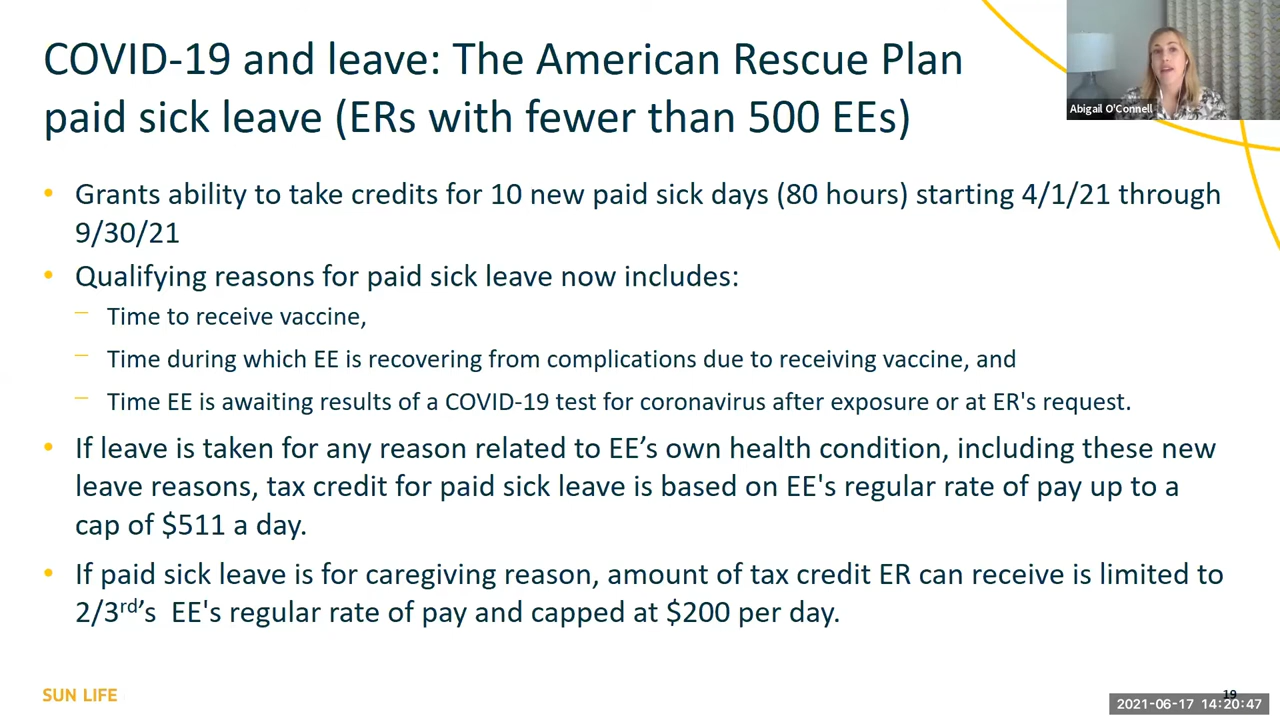 COVID-19 and leave: The American Rescue Plan
paid sick leave (ERs with fewer than 500 EEs)
Abigail O'Connell
• Grants ability to take credits for 10 new paid sick days (80 hours) starting 4/1/21 through
9/30/21
• Qualifying reasons for paid sick leave now includes:
– Time to receive vaccine,
– Time during which EE is recovering from complications due to receiving vaccine, and
– Time EE is awaiting results of a COVID-19 test for coronavirus after exposure or at ER's request.
• If leave is taken for any reason related to EE’s own health condition, including these new
leave reasons, tax credit for paid sick leave is based on EE's regular rate of pay up to a
cap of $511 a day.
• If paid sick leave is for caregiving reason, amount of tax credit ER can receive is limited to
2/3rd’s  EE's regular rate of pay and capped at $200 per day.
SUN LIFE
19
2021-06-17 14:20:47